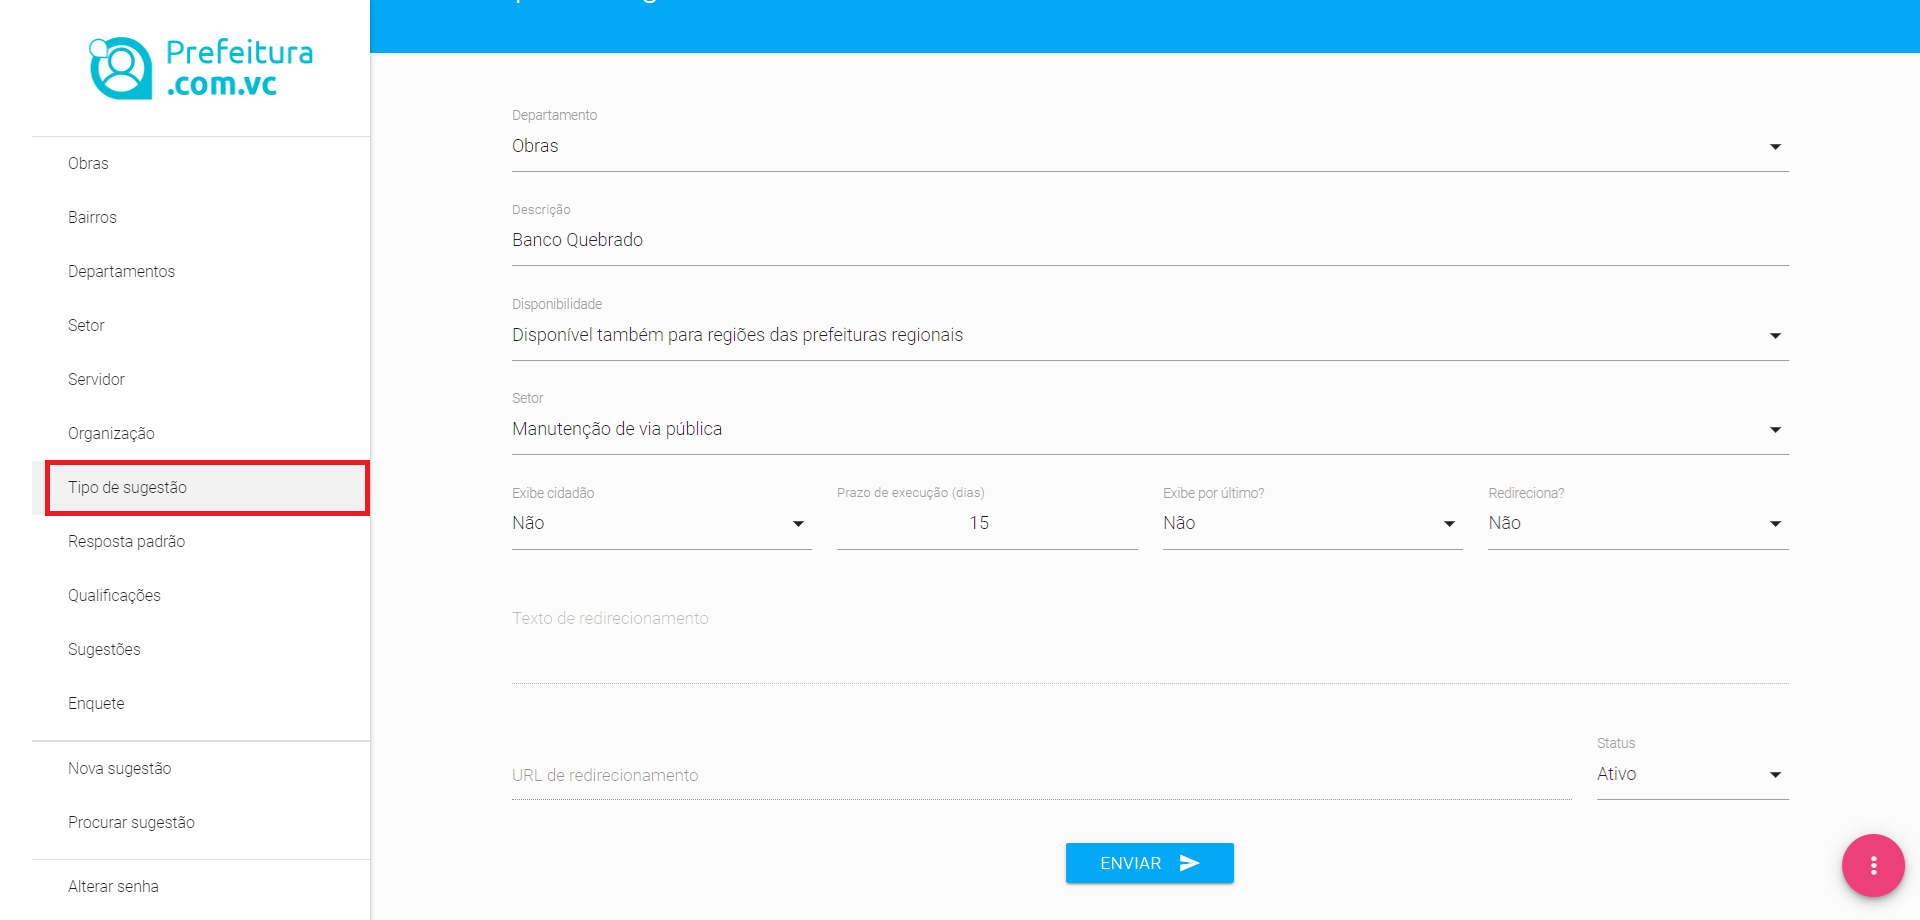 Prefeitura
.com.vc
Obras
Bairros
Departamentos
Setor
Servidor
Organização
Tipo de sugestão
Resposta padrão
Qualificações
Sugestões
Enquete
Nova sugestão
Procurar sugestão
Alterar senha
Departamento
Obras
Descrição
Banco Quebrado
Disponibilidade
Disponível também para regiões das prefeituras regionais
Setor
Manutenção de via pública
Exibe cidadão
Não
Prazo de execução (dias)
15
Exibe por último?
Não
Redireciona?
Não
Texto de redirecionamento
URL de redirecionamento
Status
Ativo
ENVIAR